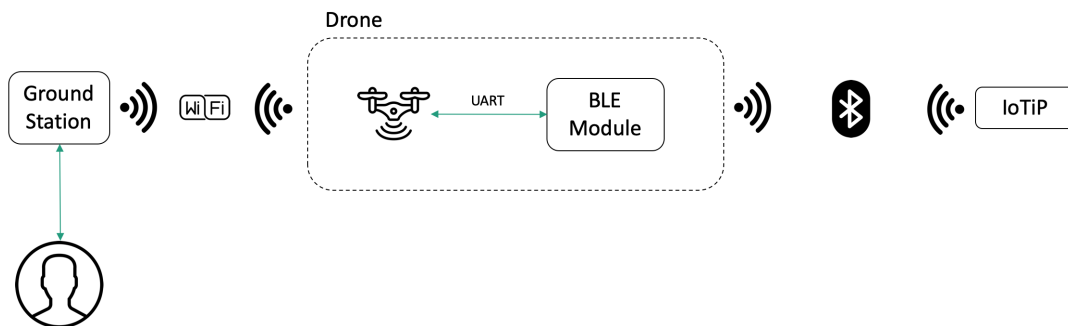 Drone
Ground
Station
Wi Fi
UART
BLE
Module
IoTiP